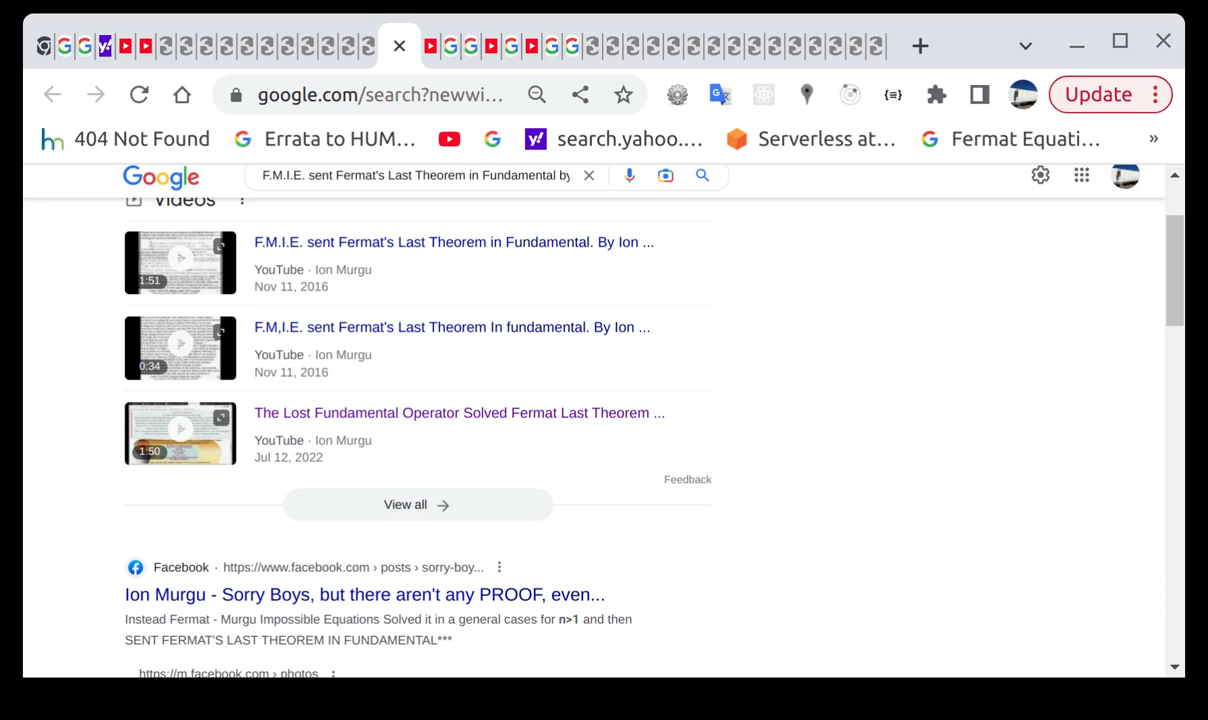 google.com/search?newwi...
Update
404 Not Found
Errata to HUM...
search.yahoo....
Serverless at...
Fermat Equati...
»
Google
F.M.I.E. sent Fermat's Last Theorem in Fundamental by
Videos
F.M.I.E. sent Fermat's Last Theorem in Fundamental. By Ion ...
YouTube · Ion Murgu
Nov 11, 2016
1:51
F.M,I.E. sent Fermat's Last Theorem In fundamental. By Ion ...
YouTube · Ion Murgu
Nov 11, 2016
0:34
The Lost Fundamental Operator Solved Fermat Last Theorem ...
YouTube · Ion Murgu
Jul 12, 2022
1:50
Feedback
View all
Facebook · https://www.facebook.com › posts › sorry-boy...
Ion Murgu - Sorry Boys, but there aren't any PROOF, even...
Instead Fermat - Murgu Impossible Equations Solved it in a general cases for n>1 and then
SENT FERMAT'S LAST THEOREM IN FUNDAMENTAL***
https://m.facebook.com › photos